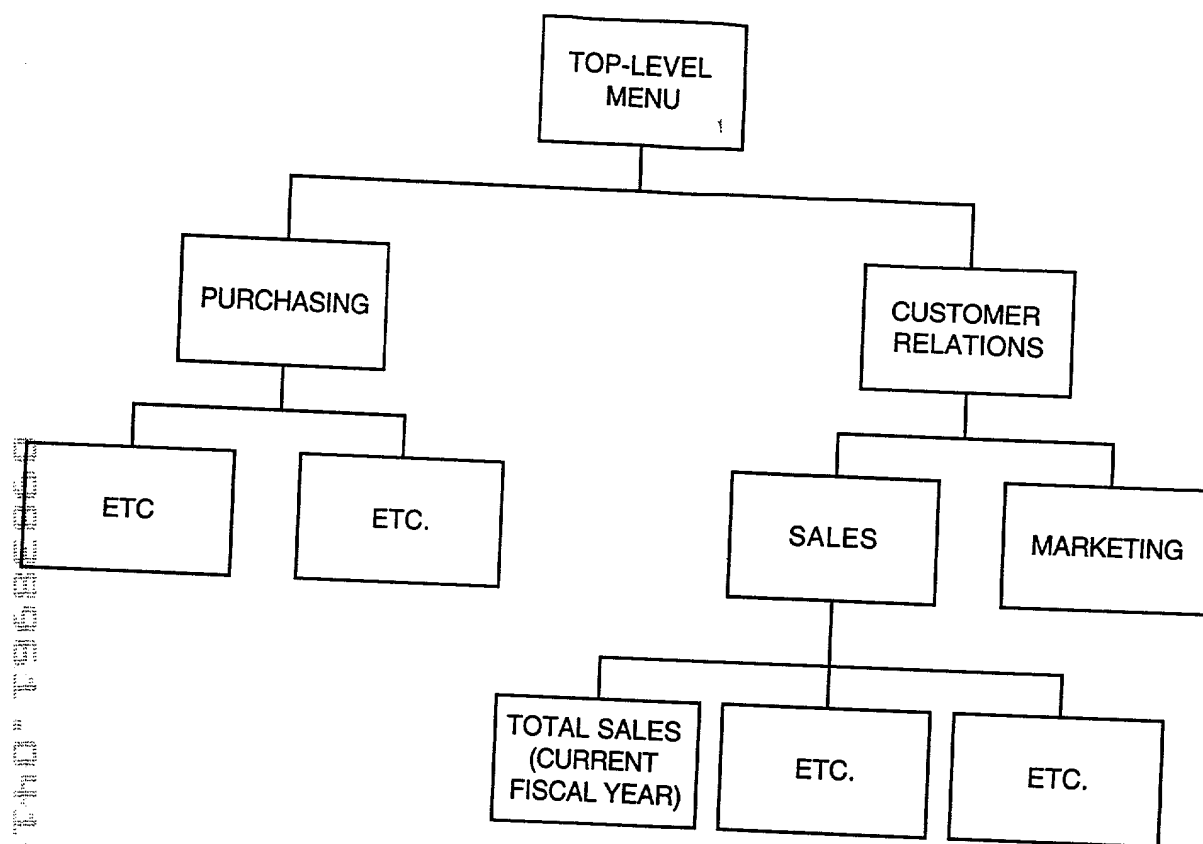 TOP-LEVEL
MENU
PURCHASING
CUSTOMER
RELATIONS
ETC
ETC.
SALES
MARKETING
TOTAL SALES
(CURRENT
FISCAL YEAR)
ETC.
ETC.